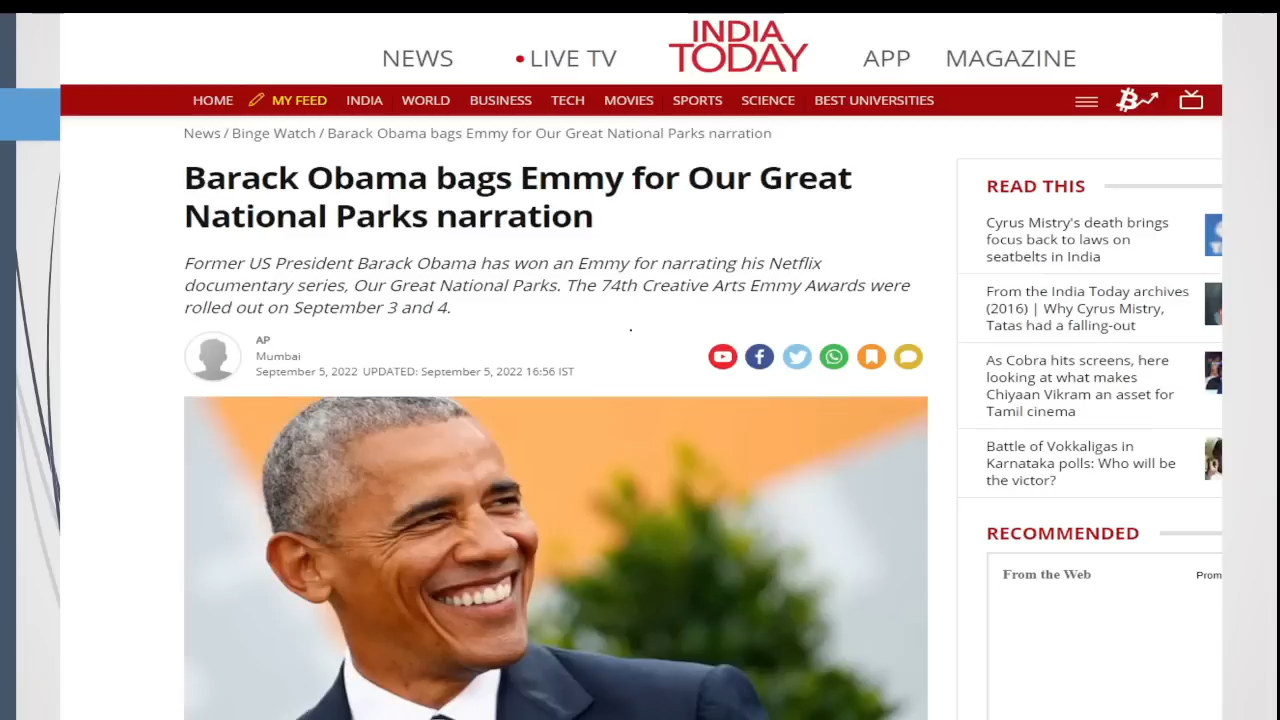 NEWS
LIVE TV
INDIA
TODAY
APP
MAGAZINE
HOME
MY FEED
INDIA
WORLD
BUSINESS
TECH
MOVIES
SPORTS
SCIENCE
BEST UNIVERSITIES
News / Binge Watch / Barack Obama bags Emmy for Our Great National Parks narration
Barack Obama bags Emmy for Our Great
National Parks narration
Former US President Barack Obama has won an Emmy for narrating his Netflix
documentary series, Our Great National Parks. The 74th Creative Arts Emmy Awards were
rolled out on September 3 and 4.
AP
Mumbai
September 5, 2022 UPDATED: September 5, 2022 16:56 IST
READ THIS
Cyrus Mistry's death brings
focus back to laws on
seatbelts in India
From the India Today archives
(2016) | Why Cyrus Mistry,
Tatas had a falling-out
As Cobra hits screens, here
looking at what makes
Chiyaan Vikram an asset for
Tamil cinema
Battle of Vokkaligas in
Karnataka polls: Who will be
the victor?
RECOMMENDED
From the Web
Prom